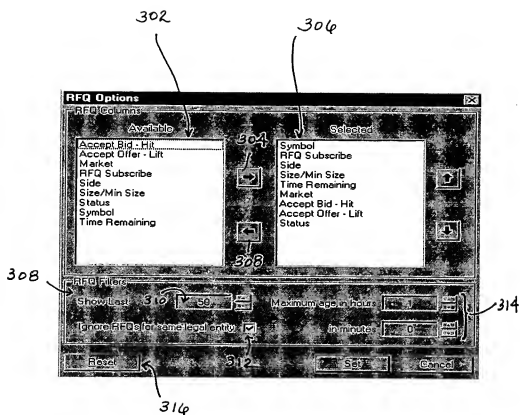 302
306
RFQ Options
RFQ Columns
Available
304
Selected
Accept Bid - Hit
Accept Offer - Lift
Market
RFQ Subscribe
Side
Size/Min Size
Status
Symbol
Time Remaining
Symbol
RFQ Subscribe
Side
Size/Min Size
Time Remaining
Market
Accept Bid - Hit
Accept Offer - Lift
Status
308
308
RFQ Filters
Show Last
310
50
Maximum age in hours
1
314
Ignore RFQs for same legal entity
in minutes
0
312
Reset
Set
Cancel
316